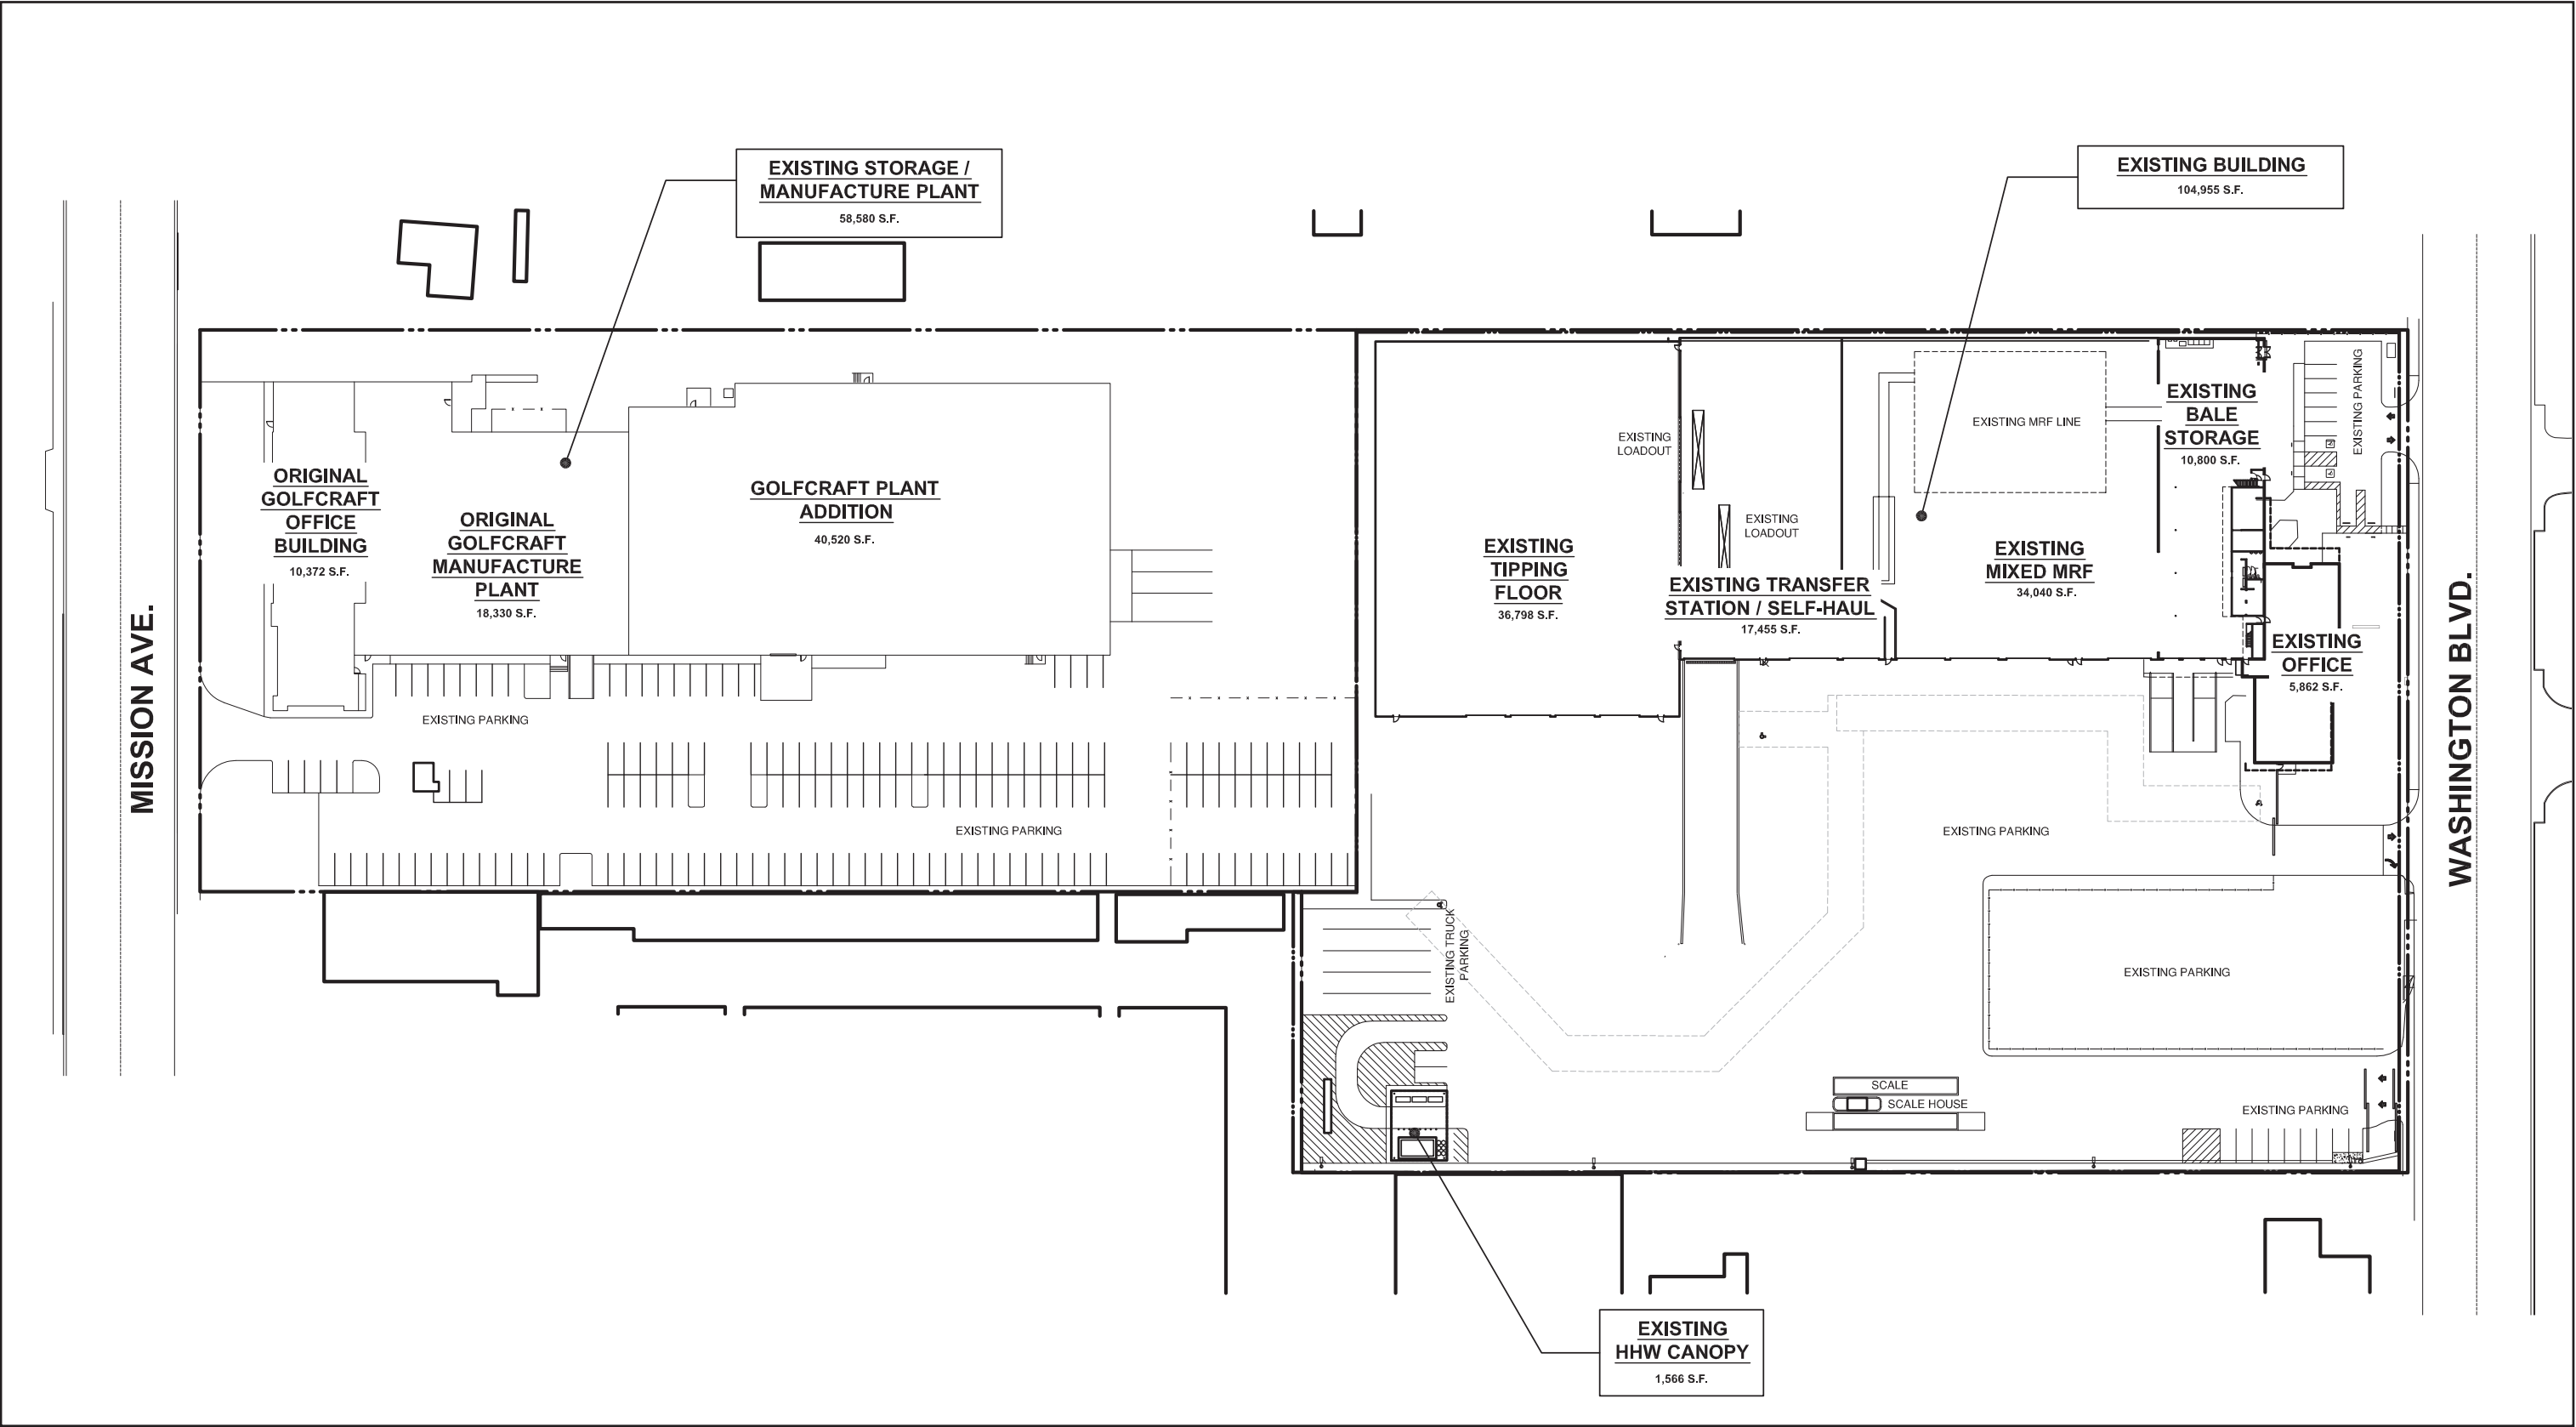 EXISTING STORAGE /
MANUFACTURE PLANT
58,580 S.F.
EXISTING BUILDING
104,955 S.F.
ORIGINAL
GOLFCRAFT
OFFICE
BUILDING
10,372 S.F.
ORIGINAL
GOLFCRAFT
MANUFACTURE
PLANT
18,330 S.F.
GOLFCRAFT PLANT
ADDITION
40,520 S.F.
EXISTING
TIPPING
FLOOR
36,798 S.F.
EXISTING
LOADOUT
EXISTING
LOADOUT
EXISTING TRANSFER
STATION / SELF-HAUL
17,455 S.F.
EXISTING MRF LINE
EXISTING
MIXED MRF
34,040 S.F.
EXISTING
BALE
STORAGE
10,800 S.F.
EXISTING PARKING
EXISTING
OFFICE
5,862 S.F.
MISSION AVE.
WASHINGTON BLVD.
EXISTING PARKING
EXISTING PARKING
EXISTING PARKING
EXISTING TRUCK
PARKING
EXISTING PARKING
SCALE
SCALE HOUSE
EXISTING PARKING
EXISTING
HHW CANOPY
1,566 S.F.